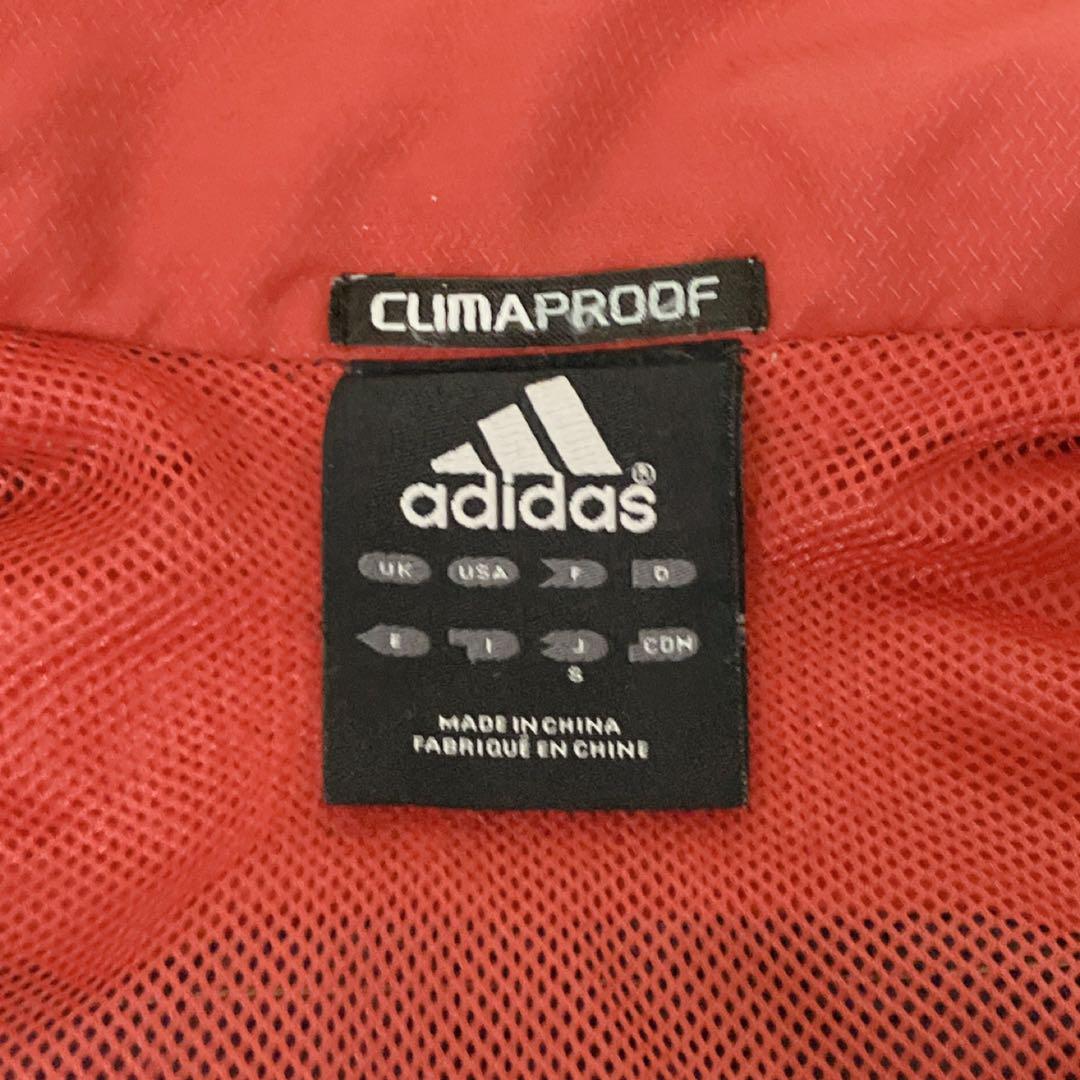 CLIMAPROOF
adidas®
UK USA F D
E I J CDN
S
MADE IN CHINA
FABRIQUÉ EN CHINE